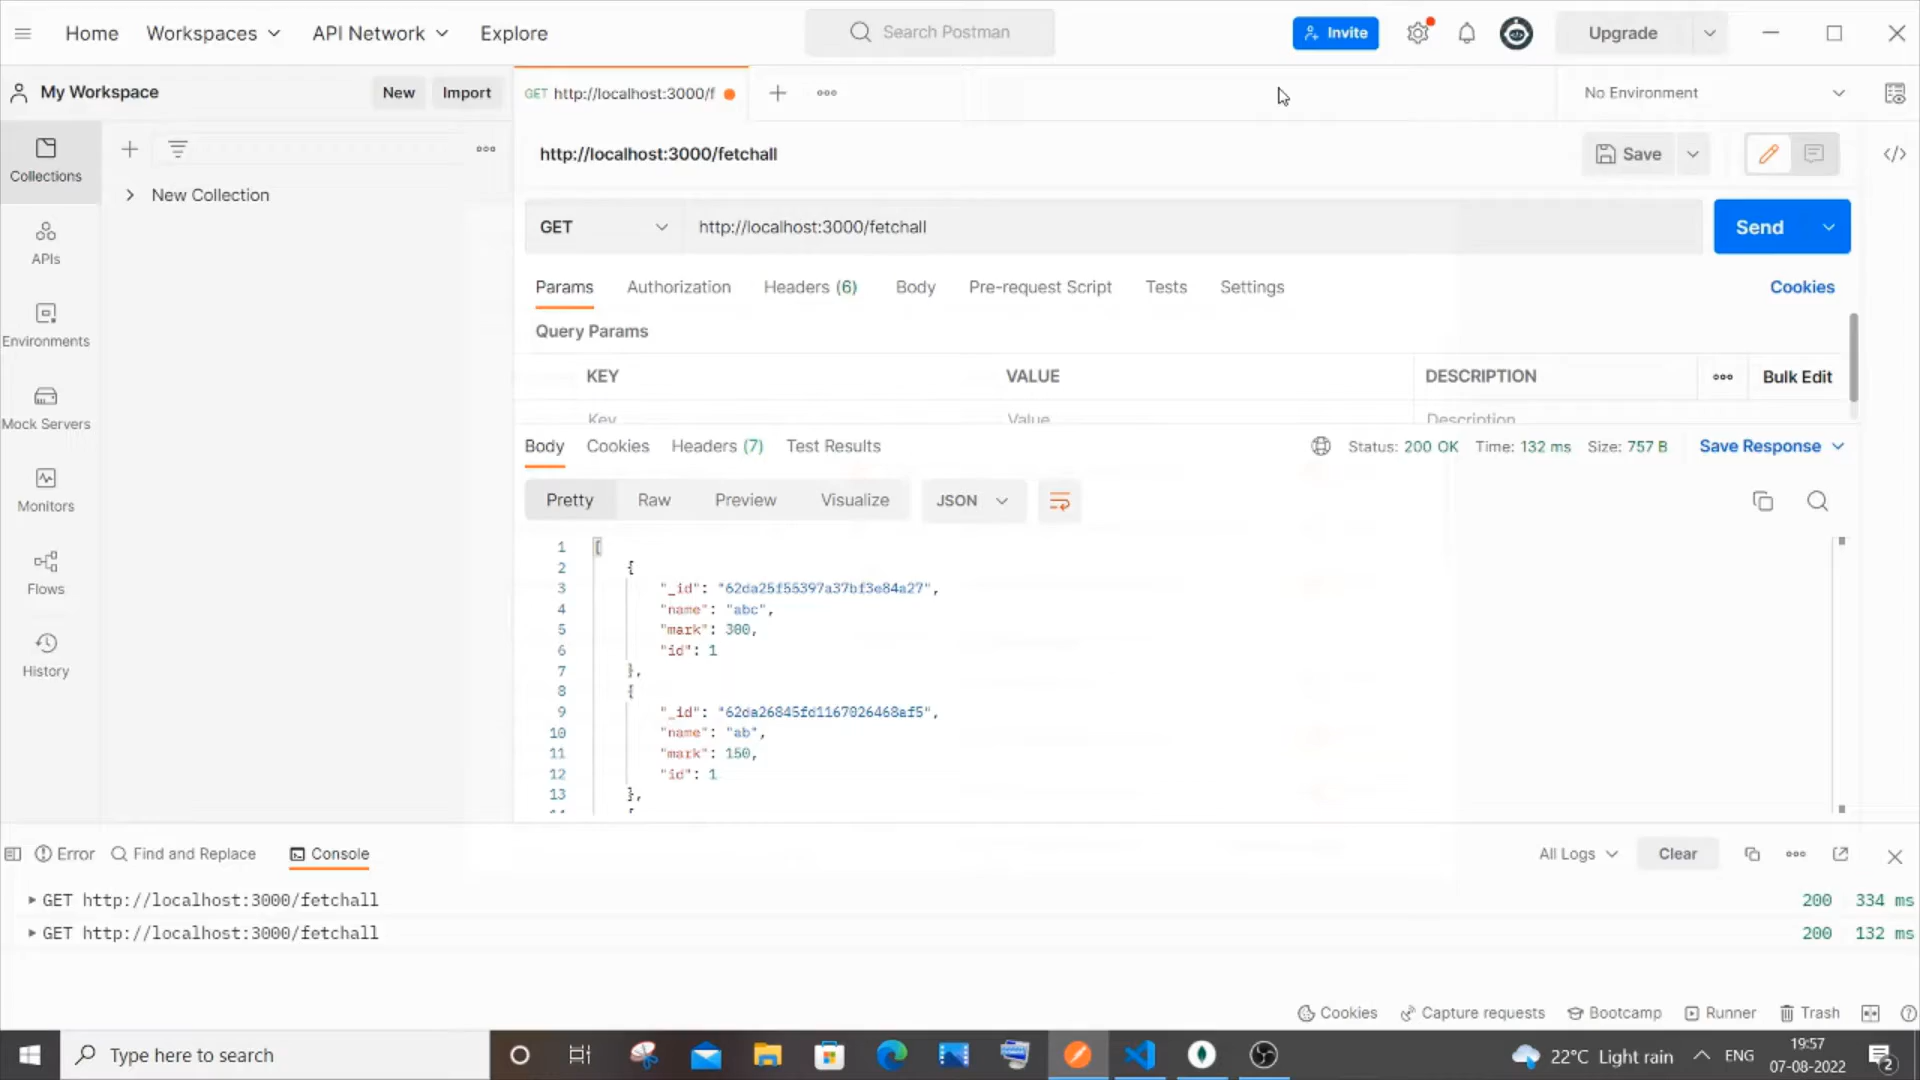 Home Workspaces API Network Explore Search Postman Invite Upgrade
My Workspace New Import GET http://localhost:3000/f No Environment
http://localhost:3000/fetchall Save
Collections
New Collection
GET http://localhost:3000/fetchall Send
APIs
Params Authorization Headers (6) Body Pre-request Script Tests Settings Cookies
Query Params
Environments
KEY VALUE DESCRIPTION Bulk Edit
Key Value Description
Mock Servers
Body Cookies Headers (7) Test Results Status: 200 OK Time: 132 ms Size: 757 B Save Response
Pretty Raw Preview Visualize JSON
Monitors
Flows
History
1 [
2 {
3 "_id": "62da25f55397a37bf3e84a27",
4 "name": "abc",
5 "mark": 300,
6 "id": 1
7 },
8 {
9 "_id": "62da26845fd1167026468af5",
10 "name": "ab",
11 "mark": 150,
12 "id": 1
13 },
14 {
Error Find and Replace Console All Logs Clear
GET http://localhost:3000/fetchall 200 334 ms
GET http://localhost:3000/fetchall 200 132 ms
Cookies Capture requests Bootcamp Runner Trash
Type here to search 22°C Light rain ENG 19:57
07-08-2022 2